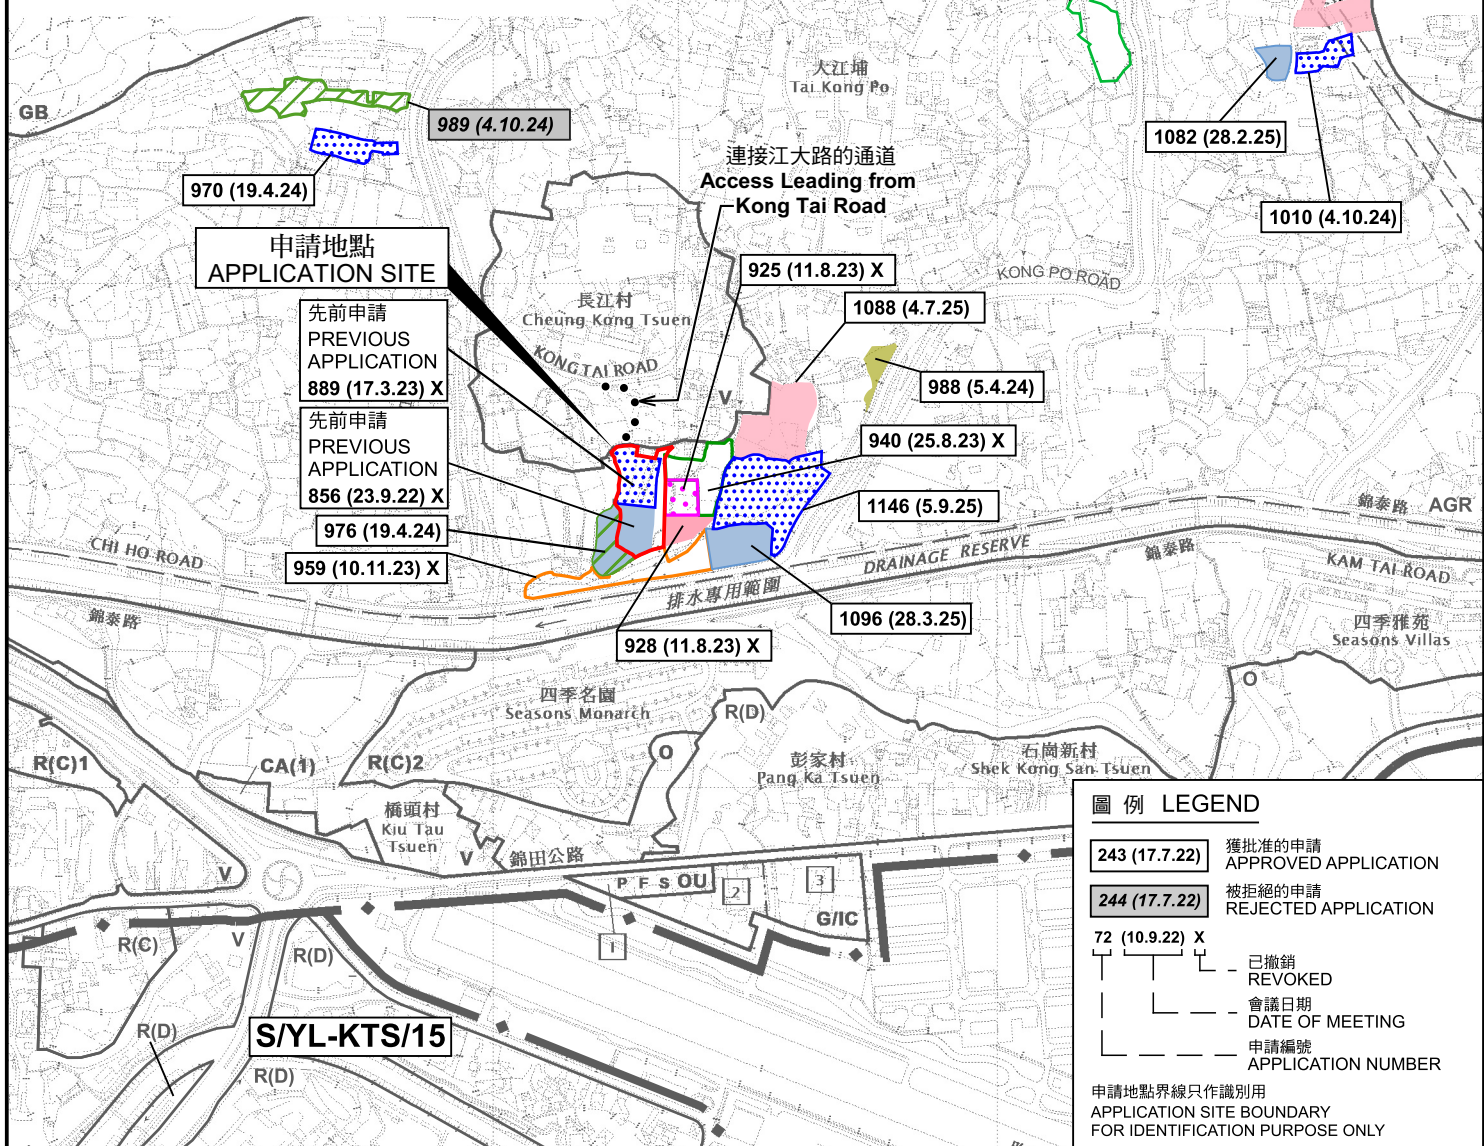 大江埔
Tai Kong Po
GB
989 (4.10.24)
970 (19.4.24)
1082 (28.2.25)
1010 (4.10.24)
連接江大路的通道
Access Leading from
Kong Tai Road
申請地點
APPLICATION SITE
925 (11.8.23) X
KONG PO ROAD
長江村
Cheung Kong Tsuen
1088 (4.7.25)
先前申請
PREVIOUS
APPLICATION
889 (17.3.23) X
KONG TAI ROAD
988 (5.4.24)
V
先前申請
PREVIOUS
APPLICATION
856 (23.9.22) X
940 (25.8.23) X
1146 (5.9.25)
錦泰路
AGR
976 (19.4.24)
CHI HO ROAD
959 (10.11.23) X
DRAINAGE RESERVE
錦泰路
KAM TAI ROAD
排水專用範圍
錦泰路
1096 (28.3.25)
四季雅苑
Seasons Villas
928 (11.8.23) X
O
四季名園
Seasons Monarch
R(D)
O
R(C)1
CA(1)
R(C)2
彭家村
Pang Ka Tsuen
石崗新村
Shek Kong San Tsuen
橋頭村
Kiu Tau
Tsuen
V
錦田公路
V
P F S OU
2
3
G/IC
1
R(C)
V
R(D)
R(D)
S/YL-KTS/15
R(D)
圖 例 LEGEND
243 (17.7.22)
獲批准的申請
APPROVED APPLICATION
244 (17.7.22)
被拒絕的申請
REJECTED APPLICATION
72 (10.9.22) X
已撤銷
REVOKED
會議日期
DATE OF MEETING
申請編號
APPLICATION NUMBER
申請地點界線只作識別用
APPLICATION SITE BOUNDARY
FOR IDENTIFICATION PURPOSE ONLY